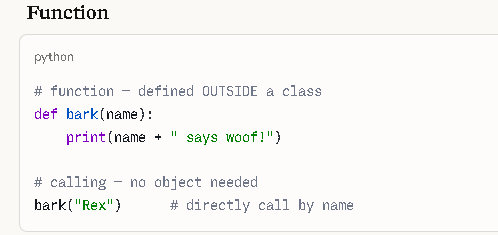 Function
python
# function — defined OUTSIDE a class
def bark(name):
    print(name + " says woof!")
# calling — no object needed
bark("Rex")      # directly call by name